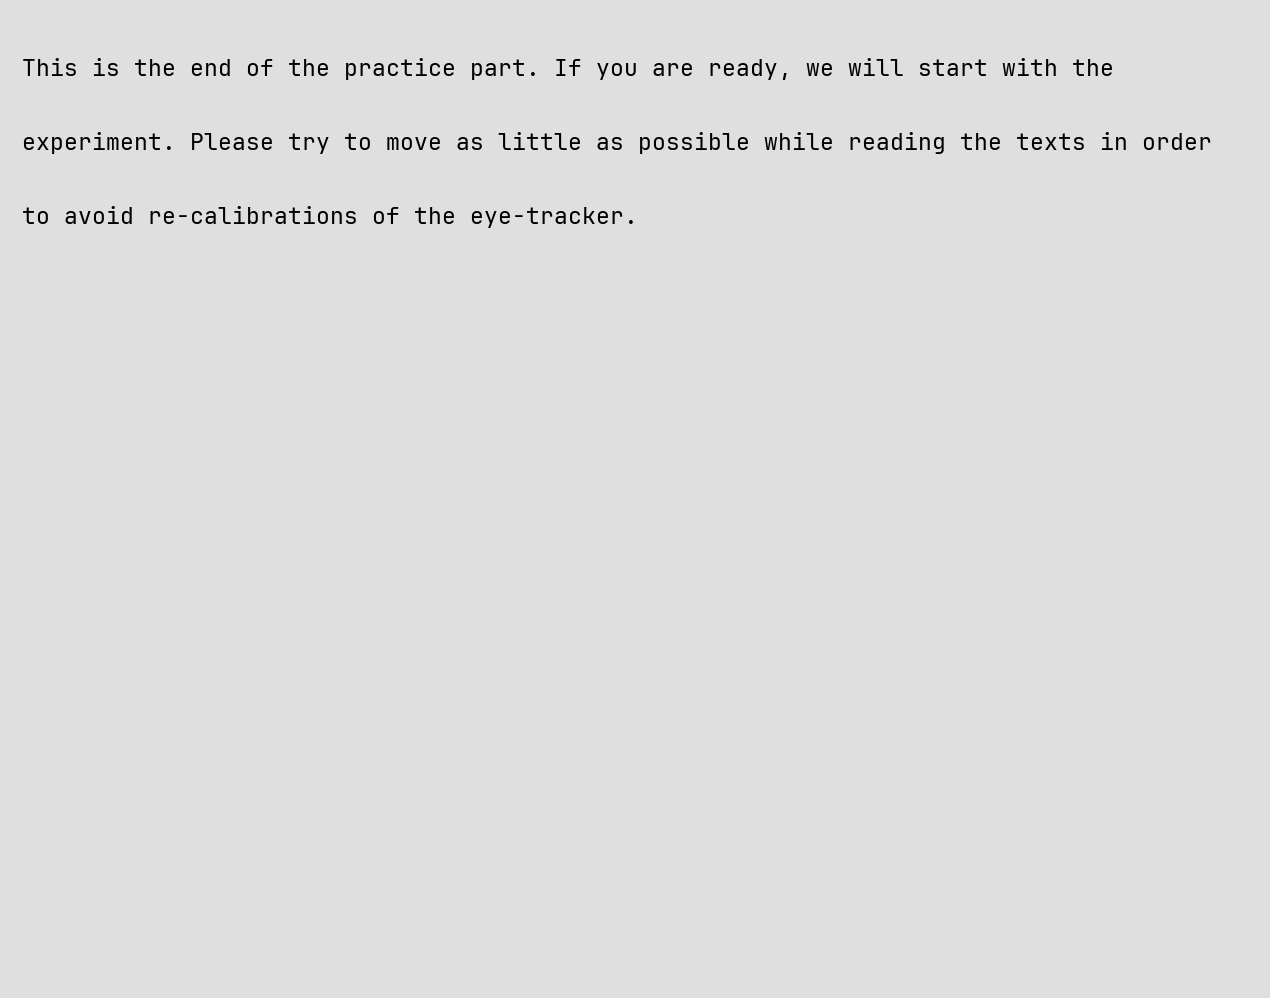 This is the end of the practice part. If you are ready, we will start with the
experiment. Please try to move as little as possible while reading the texts in order
to avoid re-calibrations of the eye-tracker.